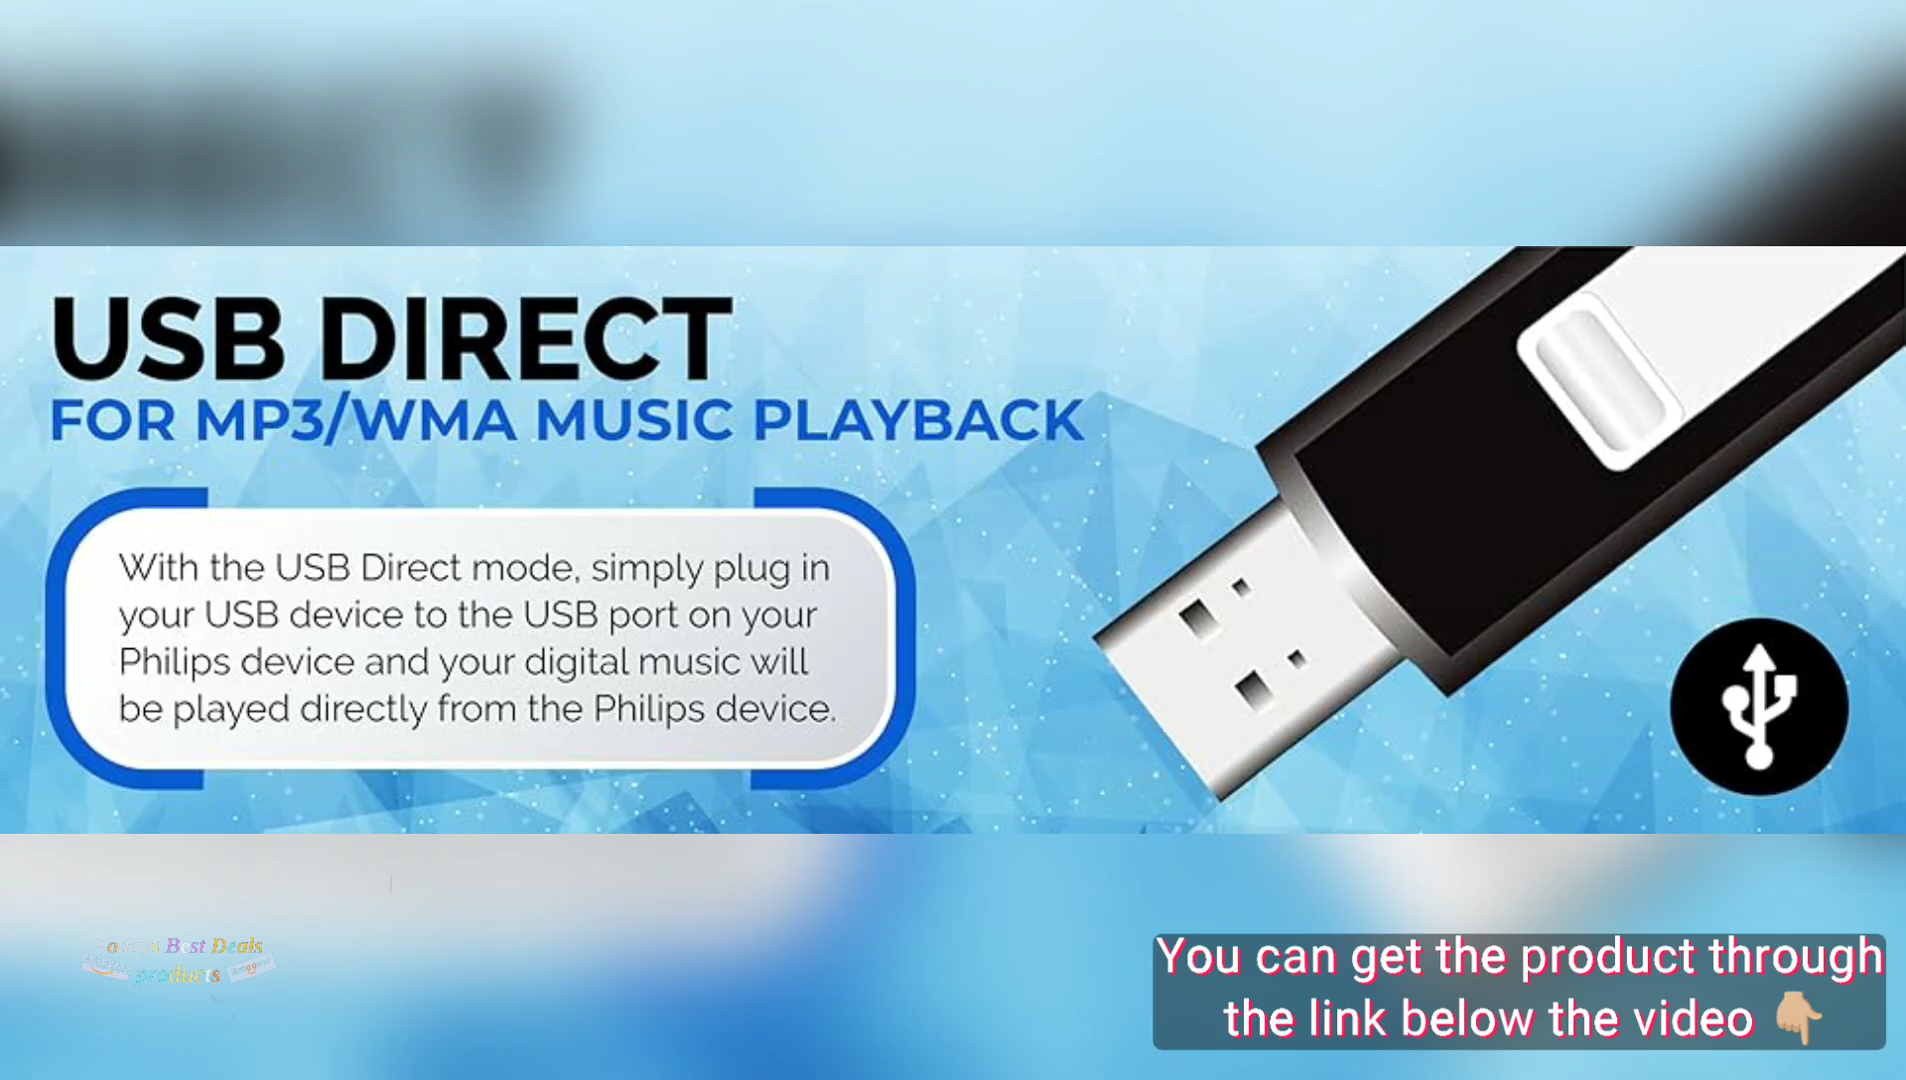 USB DIRECT
FOR MP3/WMA MUSIC PLAYBACK
With the USB Direct mode, simply plug in
your USB device to the USB port on your
Philips device and your digital music will
be played directly from the Philips device.
Best Deals
products
You can get the product through
the link below the video 👇🏼